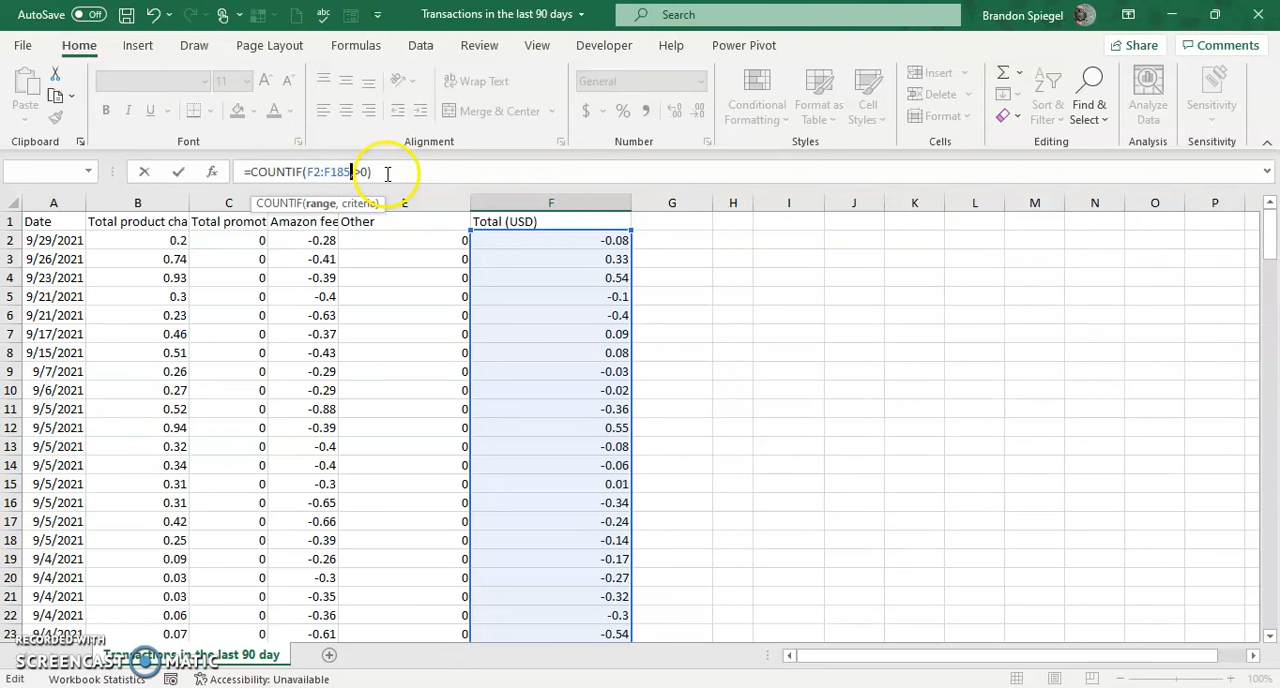 AutoSave Off Transactions in the last 90 days Search Brandon Spiegel
File Home Insert Draw Page Layout Formulas Data Review View Developer Help Power Pivot Share Comments
Paste 11 A A Wrap Text General Conditional Formatting Format as Table Cell Styles Insert Delete Format Sort & Filter Find & Select Analyze Data Sensitivity
B I U A Merge & Center $ %
Clipboard Font Alignment Number Styles Cells Editing Analysis Sensitivity
fx =COUNTIF(F2:F185,>0)
COUNTIF(range, criteria)
A B C E F G H I J K L M N O P
1 Date Total product cha Total promot Amazon fee Other Total (USD)
2 9/29/2021 0.2 0 -0.28 0 -0.08
3 9/26/2021 0.74 0 -0.41 0 0.33
4 9/23/2021 0.93 0 -0.39 0 0.54
5 9/21/2021 0.3 0 -0.4 0 -0.1
6 9/21/2021 0.23 0 -0.63 0 -0.4
7 9/17/2021 0.46 0 -0.37 0 0.09
8 9/15/2021 0.51 0 -0.43 0 0.08
9 9/7/2021 0.26 0 -0.29 0 -0.03
10 9/6/2021 0.27 0 -0.29 0 -0.02
11 9/5/2021 0.52 0 -0.88 0 -0.36
12 9/5/2021 0.94 0 -0.39 0 0.55
13 9/5/2021 0.32 0 -0.4 0 -0.08
14 9/5/2021 0.34 0 -0.4 0 -0.06
15 9/5/2021 0.31 0 -0.3 0 0.01
16 9/5/2021 0.31 0 -0.65 0 -0.34
17 9/5/2021 0.42 0 -0.66 0 -0.24
18 9/5/2021 0.25 0 -0.39 0 -0.14
19 9/4/2021 0.09 0 -0.26 0 -0.17
20 9/4/2021 0.03 0 -0.3 0 -0.27
21 9/4/2021 0.03 0 -0.35 0 -0.32
22 9/4/2021 0.06 0 -0.36 0 -0.3
23 9/4/2021 0.07 0 -0.61 0 -0.54
RECORDED WITH
SCREENCAST MATIC
Transactions in the last 90 day
Edit Workbook Statistics Accessibility: Unavailable 100%